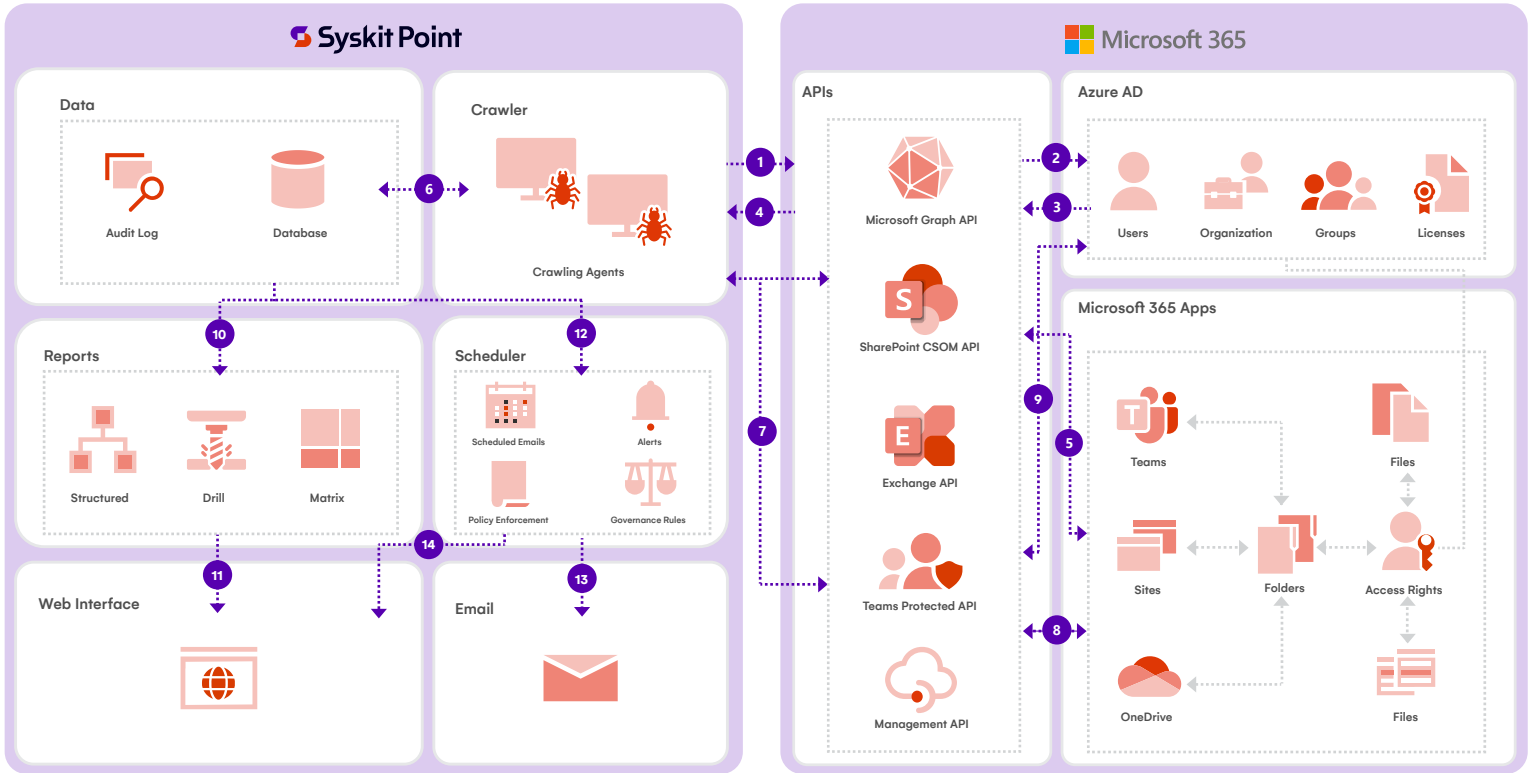 Syskit Point
Microsoft 365
Data
Audit Log
Database
Crawler
Crawling Agents
6
1
4
7
10
12
Reports
Structured
Drill
Matrix
Scheduler
Scheduled Emails
Alerts
Policy Enforcement
Governance Rules
14
11
13
Web Interface
Email
APIs
Microsoft Graph API
S
SharePoint CSOM API
E
Exchange API
Teams Protected API
Management API
2
3
9
5
8
Azure AD
Users
Organization
Groups
Licenses
Microsoft 365 Apps
T
Teams
Files
Sites
Folders
Access Rights
OneDrive
Files